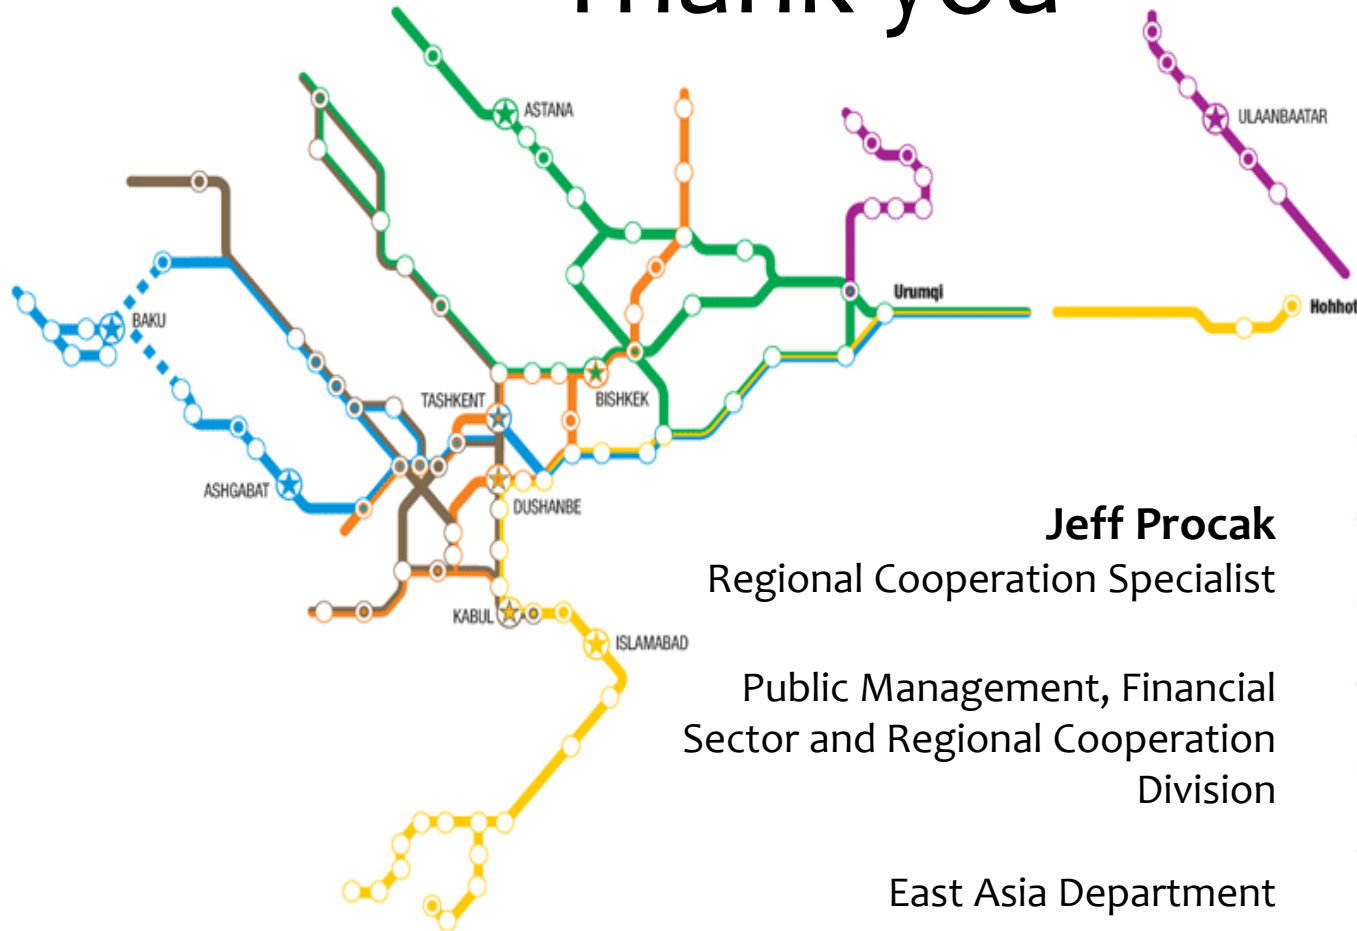 Thank you
ASTANA
ULAANBAATAR
Urumqi
Hohhot
BAKU
TASHKENT
BISHKEK
ASHGABAT
DUSHANBE
KABUL
ISLAMABAD
Jeff Procak
Regional Cooperation Specialist
Public Management, Financial
Sector and Regional Cooperation
Division
East Asia Department